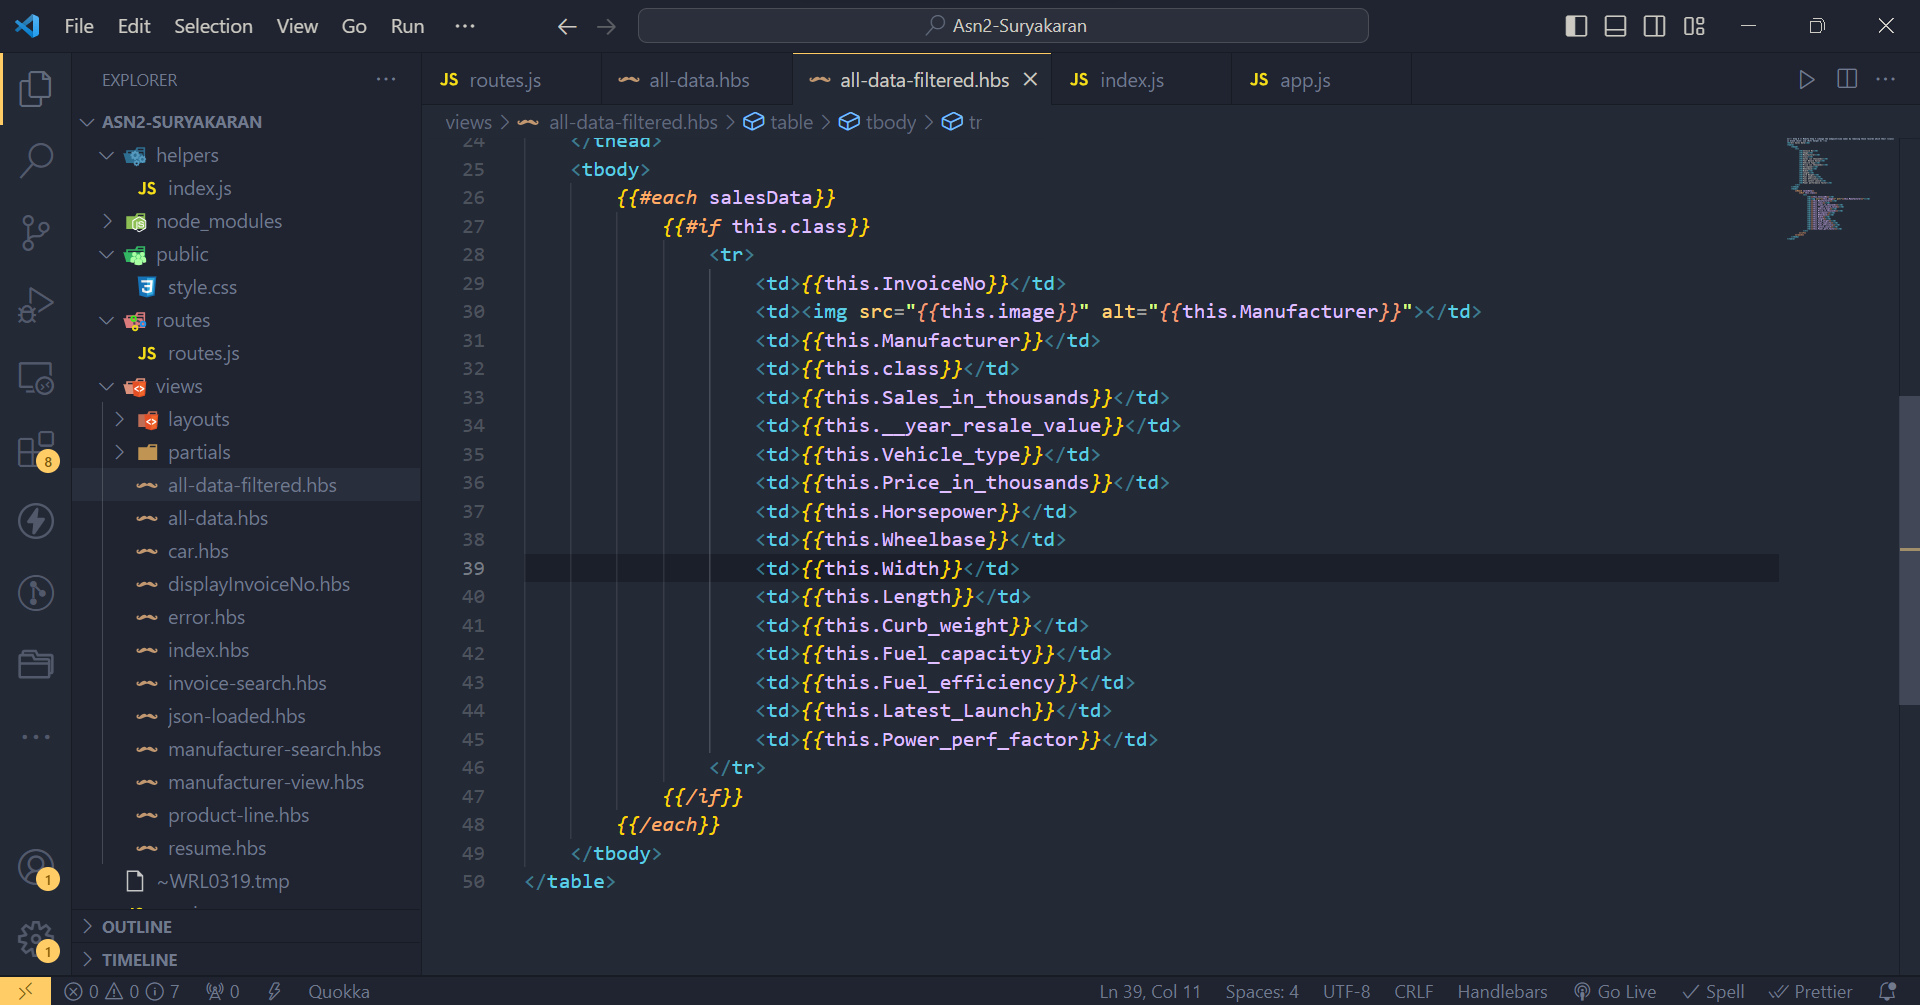 File Edit Selection View Go Run ···
Asn2-Suryakaran
EXPLORER
ASN2-SURYAKARAN
helpers
JS index.js
node_modules
public
style.css
routes
JS routes.js
views
layouts
partials
all-data-filtered.hbs
all-data.hbs
car.hbs
displayInvoiceNo.hbs
error.hbs
index.hbs
invoice-search.hbs
json-loaded.hbs
manufacturer-search.hbs
manufacturer-view.hbs
product-line.hbs
resume.hbs
~WRL0319.tmp
OUTLINE
TIMELINE
8
1
1
JS routes.js all-data.hbs all-data-filtered.hbs JS index.js JS app.js
views > all-data-filtered.hbs > table > tbody > tr
24 </thead>
25 <tbody>
26 {{#each salesData}}
27 {{#if this.class}}
28 <tr>
29 <td>{{this.InvoiceNo}}</td>
30 <td><img src="{{this.image}}" alt="{{this.Manufacturer}}"></td>
31 <td>{{this.Manufacturer}}</td>
32 <td>{{this.class}}</td>
33 <td>{{this.Sales_in_thousands}}</td>
34 <td>{{this.__year_resale_value}}</td>
35 <td>{{this.Vehicle_type}}</td>
36 <td>{{this.Price_in_thousands}}</td>
37 <td>{{this.Horsepower}}</td>
38 <td>{{this.Wheelbase}}</td>
39 <td>{{this.Width}}</td>
40 <td>{{this.Length}}</td>
41 <td>{{this.Curb_weight}}</td>
42 <td>{{this.Fuel_capacity}}</td>
43 <td>{{this.Fuel_efficiency}}</td>
44 <td>{{this.Latest_Launch}}</td>
45 <td>{{this.Power_perf_factor}}</td>
46 </tr>
47 {{/if}}
48 {{/each}}
49 </tbody>
50 </table>
0 0 7 0 Quokka Ln 39, Col 11 Spaces: 4 UTF-8 CRLF Handlebars Go Live Spell Prettier